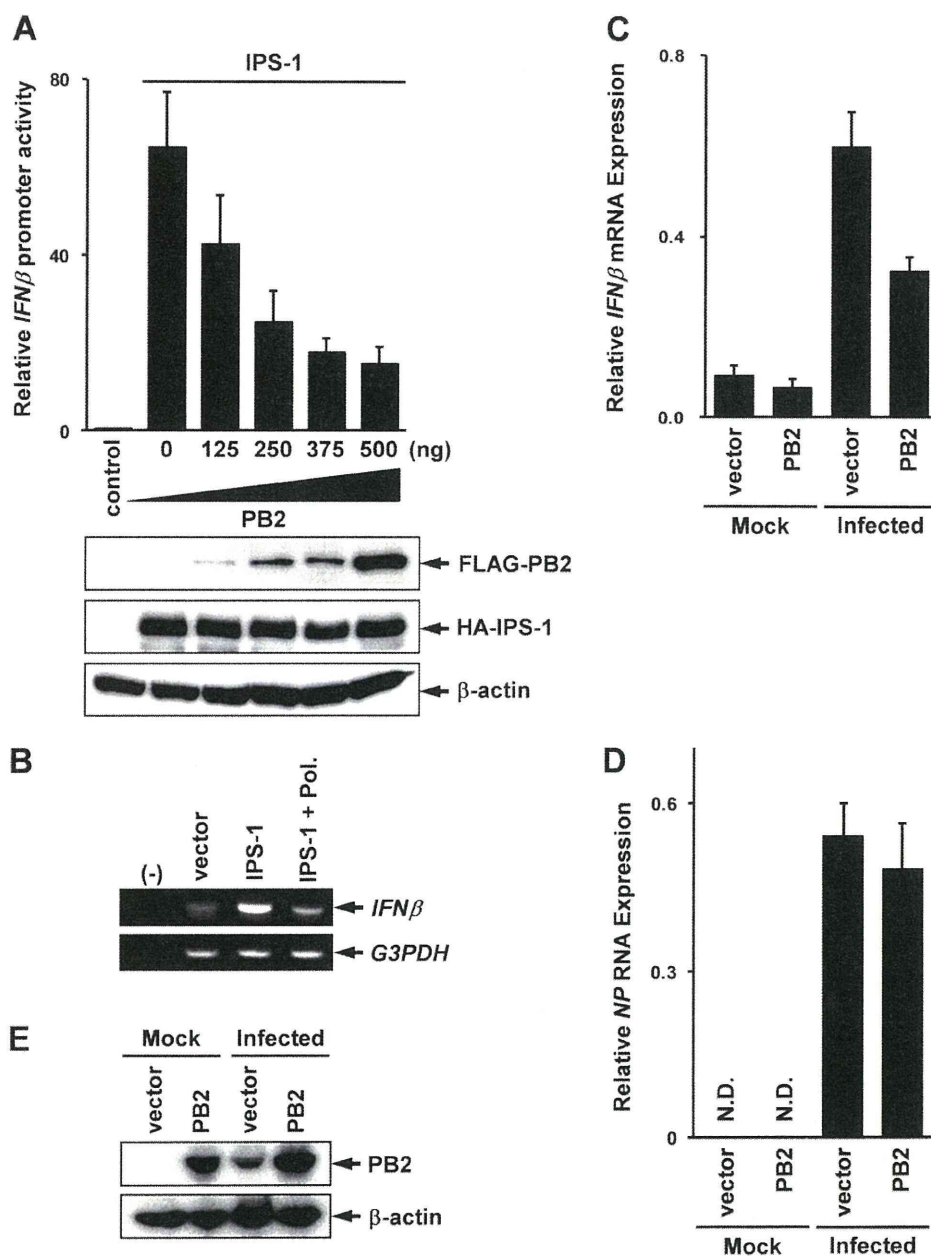 A
IPS-1
Relative IFNβ promoter activity
80
40
0
control
0 125 250 375 500 (ng)
PB2
FLAG-PB2
HA-IPS-1
β-actin
B
(-)
vector
IPS-1
IPS-1 + Pol.
IFNβ
G3PDH
E
Mock Infected
vector
PB2
vector
PB2
PB2
β-actin
C
Relative IFNβ mRNA Expression
0.8
0.4
0.0
vector
PB2
vector
PB2
Mock Infected
D
Relative NP RNA Expression
0.6
0.3
0
N.D.
N.D.
vector
PB2
vector
PB2
Mock Infected